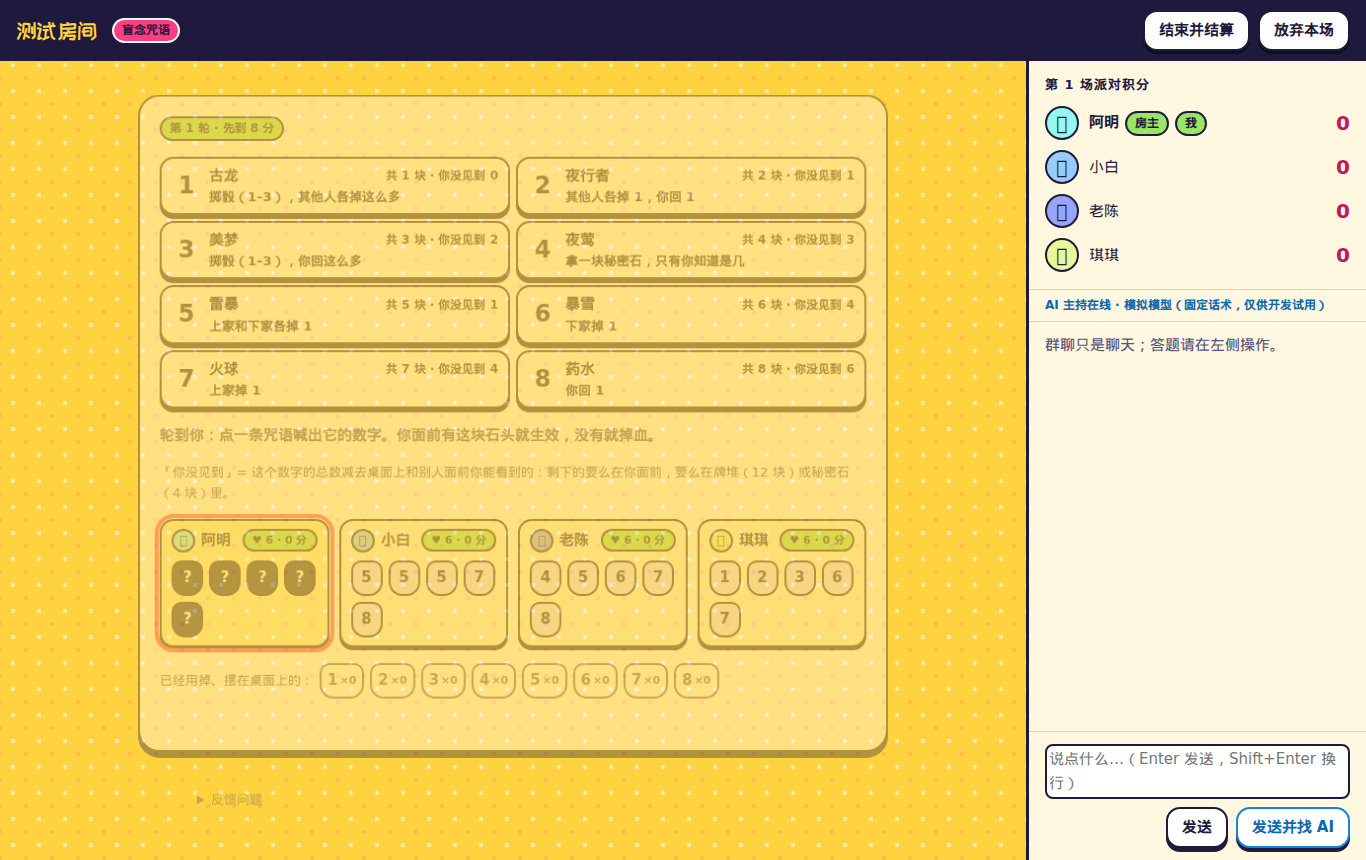 测试房间
盲念咒语
结束并结算
放弃本场
第 1 轮 · 先到 8 分
1 古龙 共 1 块 · 你没见到 0
掷骰（1–3），其他人各掉这么多
2 夜行者 共 2 块 · 你没见到 1
其他人各掉 1，你回 1
3 美梦 共 3 块 · 你没见到 2
掷骰（1–3），你回这么多
4 夜莺 共 4 块 · 你没见到 3
拿一块秘密石，只有你知道是几
5 雷暴 共 5 块 · 你没见到 1
上家和下家各掉 1
6 暴雪 共 6 块 · 你没见到 4
下家掉 1
7 火球 共 7 块 · 你没见到 4
上家掉 1
8 药水 共 8 块 · 你没见到 6
你回 1
轮到你：点一条咒语喊出它的数字。你面前有这块石头就生效，没有就掉血。
「你没见到」= 这个数字的总数减去桌面上和别人面前你能看到的：剩下的要么在你面前，要么在牌堆（12 块）或秘密石
（4 块）里。
阿明 ♥ 6 · 0 分
? ? ? ?
?
小白 ♥ 6 · 0 分
5 5 5 7
8
老陈 ♥ 6 · 0 分
4 5 6 7
8
琪琪 ♥ 6 · 0 分
1 2 3 6
7
已经用掉、摆在桌面上的： 1×0 2×0 3×0 4×0 5×0 6×0 7×0 8×0
▶ 反馈问题
第 1 场派对积分
阿明 房主 我 0
小白 0
老陈 0
琪琪 0
AI 主持在线 · 模拟模型（固定话术，仅供开发试用）
群聊只是聊天；答题请在左侧操作。
说点什么…（Enter 发送，Shift+Enter 换
行）
发送
发送并找 AI